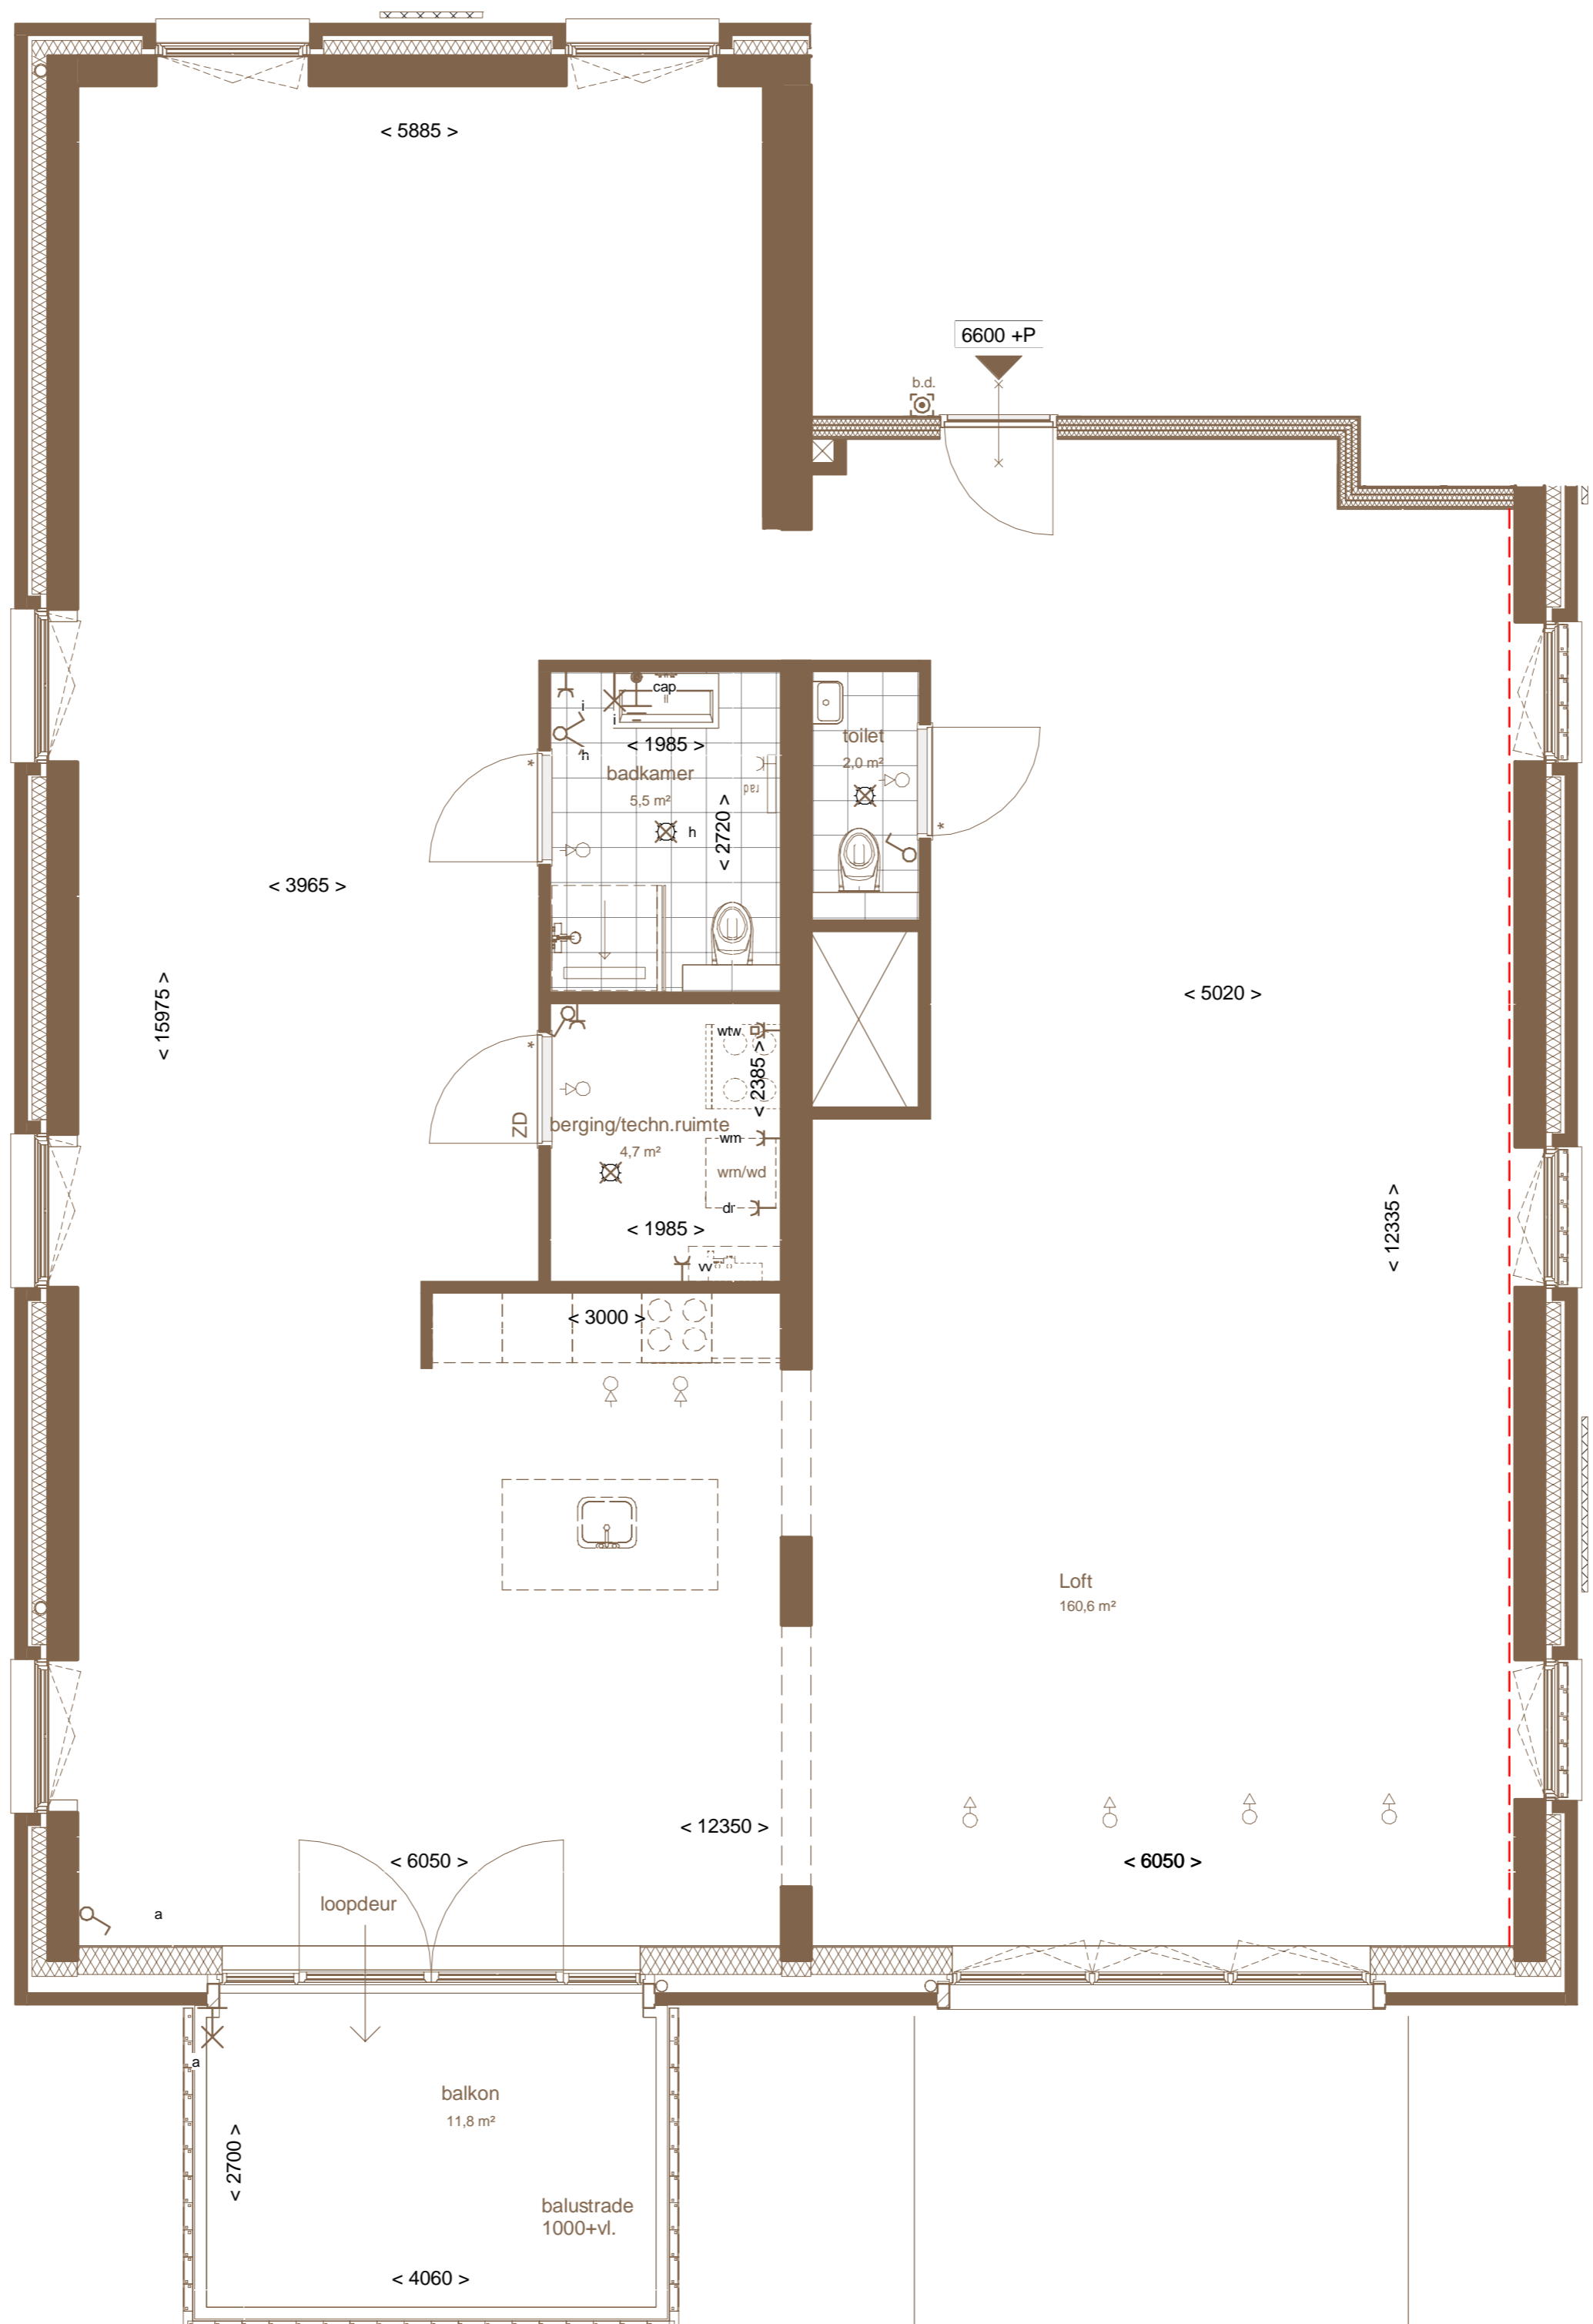 < 5885 >
6600 +P
b.d.
cap
i
i
h
< 1985 >
badkamer
5,5 m²
rad
h
< 2720 >
toilet
2,0 m²
*
*
< 3965 >
< 15975 >
< 5020 >
wtw
< 2385 >
*
ZD
berging/techn.ruimte
4,7 m²
wm
wm/wd
dr
< 1985 >
vv
< 12335 >
< 3000 >
Loft
160,6 m²
< 12350 >
< 6050 >
< 6050 >
loopdeur
a
a
balkon
11,8 m²
< 2700 >
balustrade
1000+vl.
< 4060 >